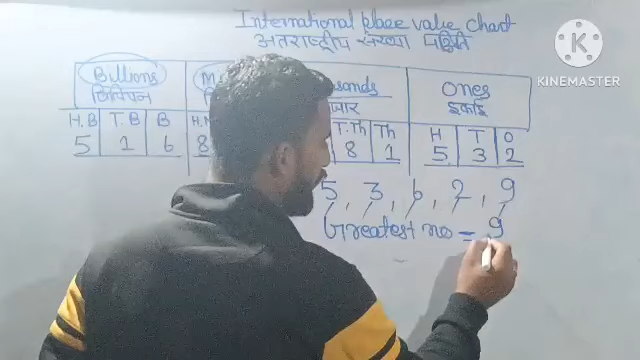 International place value chart
अतराष्ट्रीय संख्या पद्धति
KINEMASTER
Billions Ones
बिलियन इकाई
H.B T.B B T.Th Th H T O
5 1 6 8 8 1 5 3 2
5, 3, 6, 2, 9
Greatest no = 9